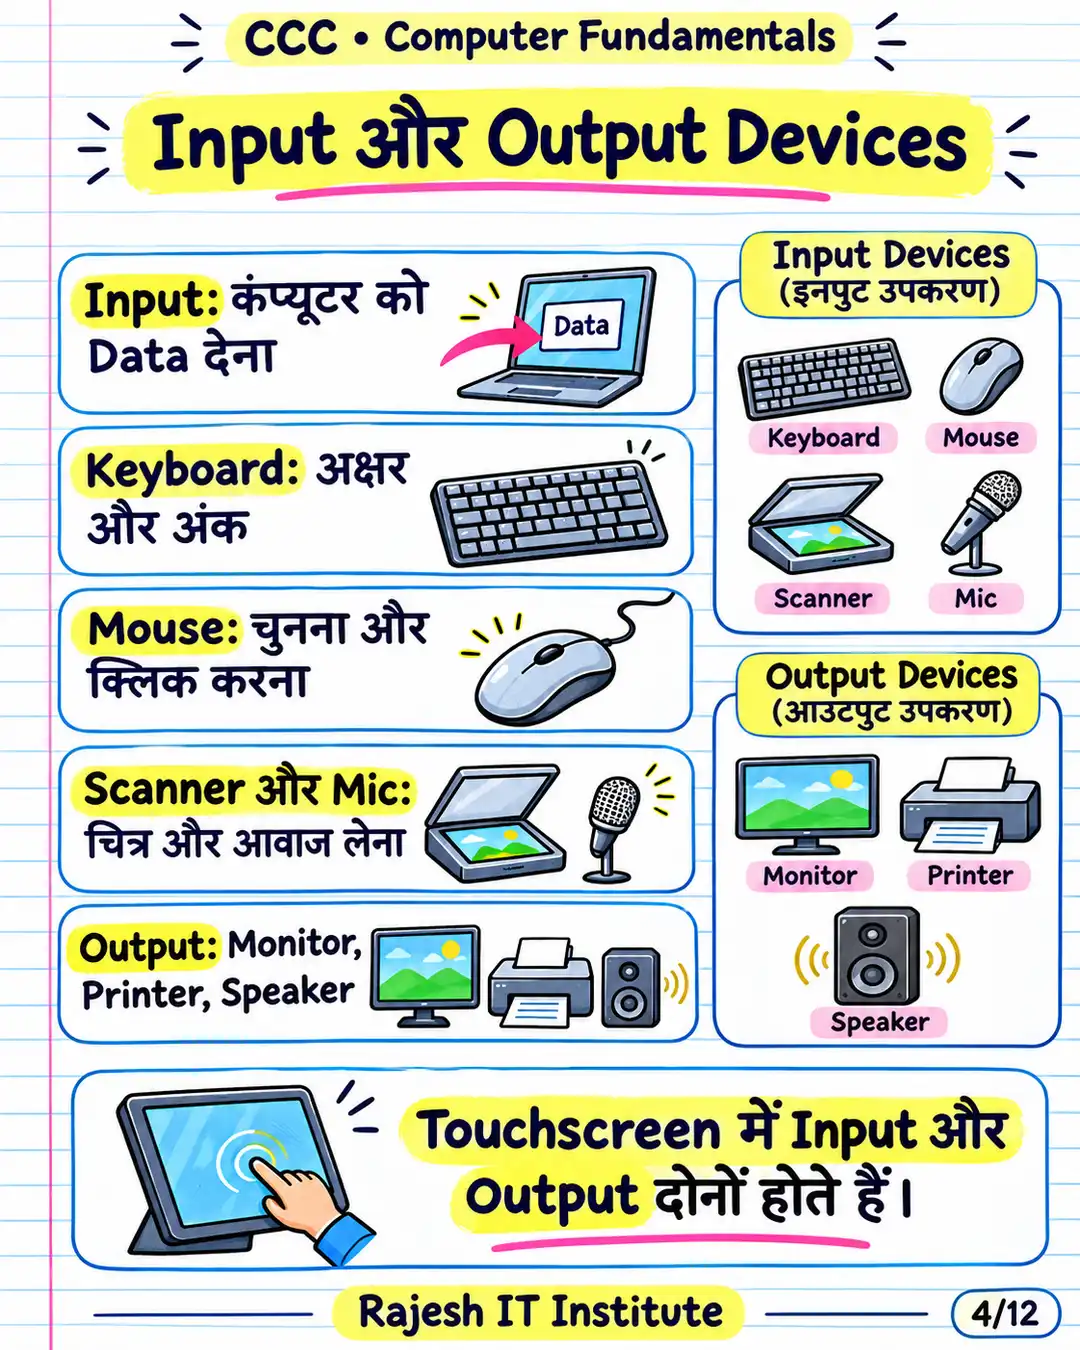 CCC • Computer Fundamentals
Input और Output Devices
Input: कंप्यूटर को
Data देना
Data
Keyboard: अक्षर
और अंक
Mouse: चुनना और
क्लिक करना
Scanner और Mic:
चित्र और आवाज लेना
Output: Monitor,
Printer, Speaker
Input Devices
(इनपुट उपकरण)
Keyboard
Mouse
Scanner
Mic
Output Devices
(आउटपुट उपकरण)
Monitor
Printer
Speaker
Touchscreen में Input और
Output दोनों होते हैं।
Rajesh IT Institute
4/12